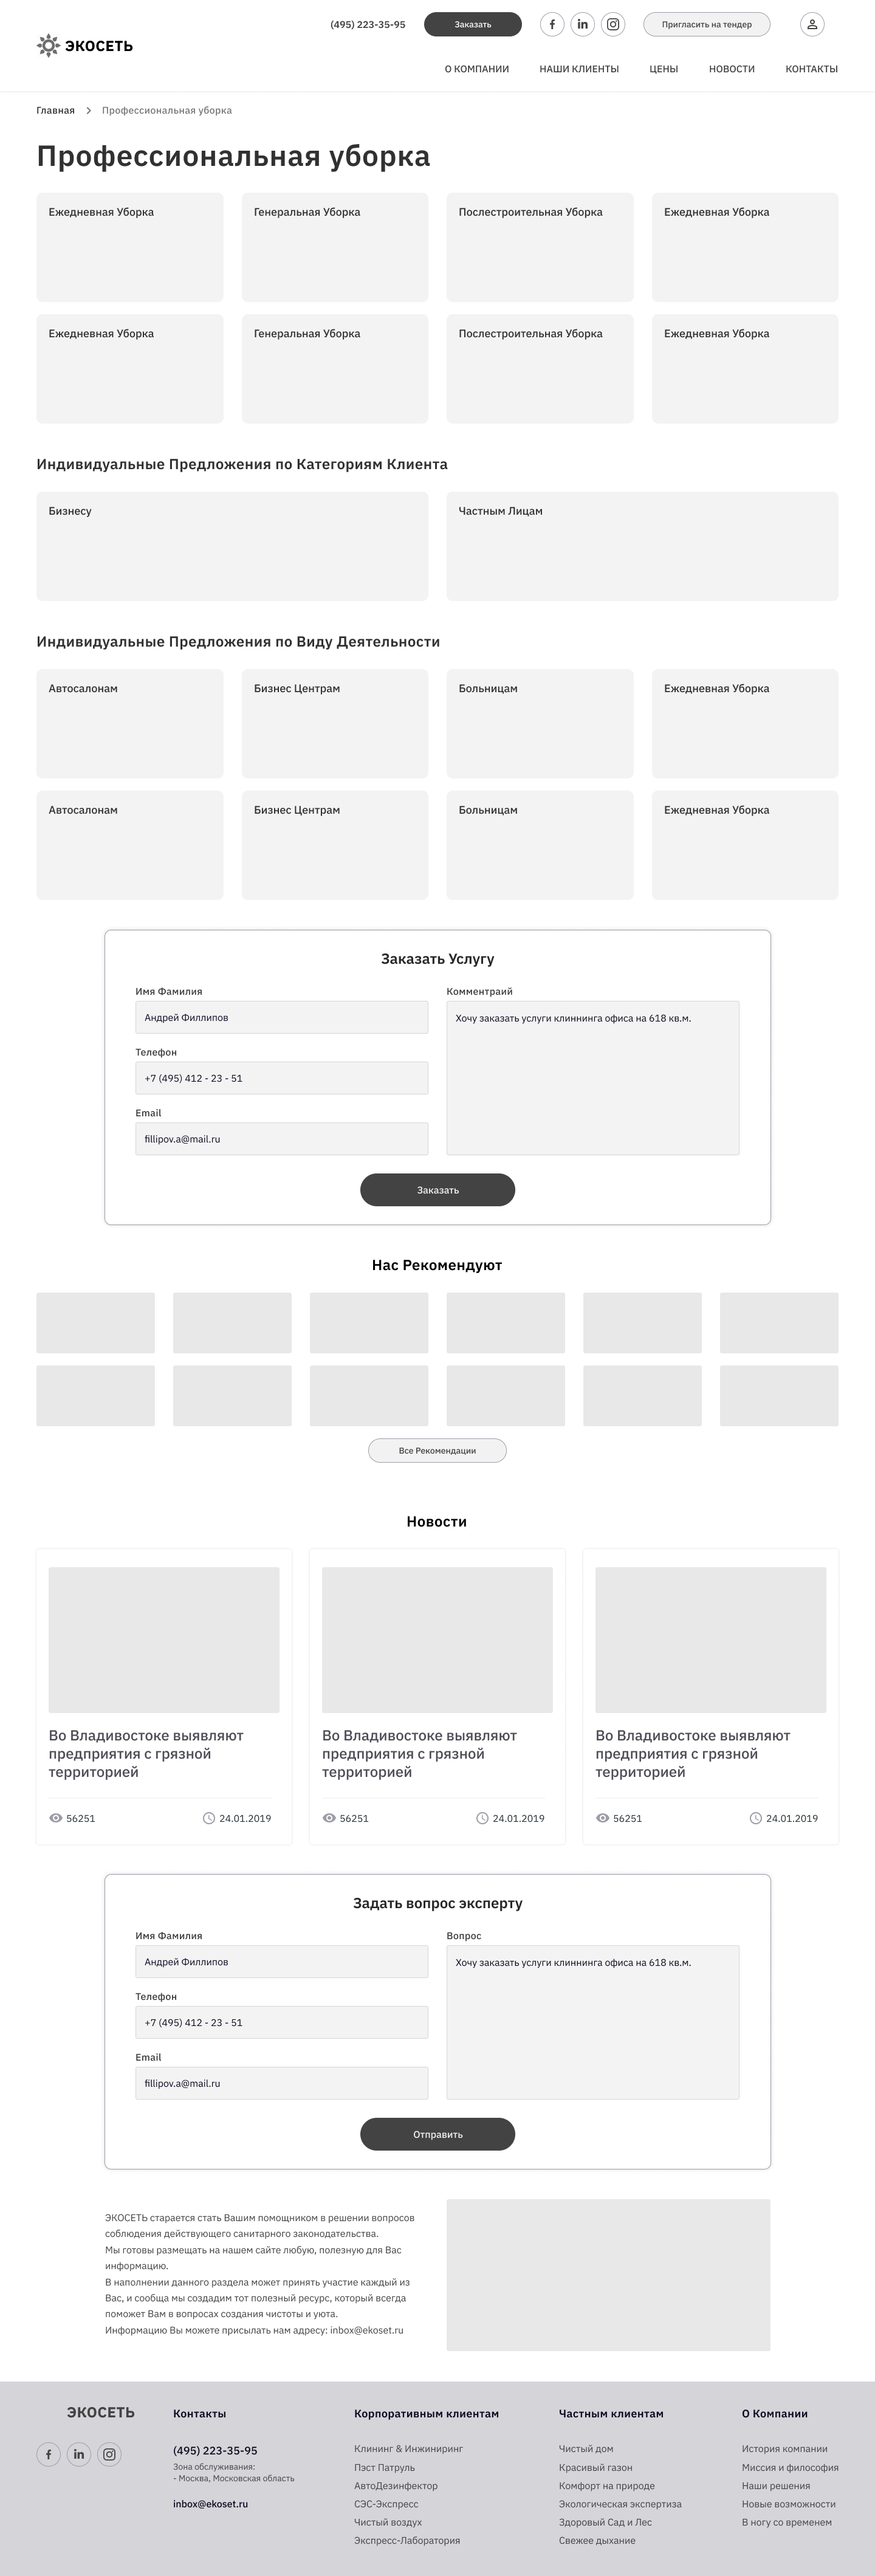 (495) 223-35-95
Заказать
Пригласить на тендер
ЭКОСЕТЬ
О КОМПАНИИ
НАШИ КЛИЕНТЫ
ЦЕНЫ
НОВОСТИ
КОНТАКТЫ
Главная
Профессиональная уборка
Профессиональная уборка
Ежедневная Уборка
Генеральная Уборка
Послестроительная Уборка
Ежедневная Уборка
Ежедневная Уборка
Генеральная Уборка
Послестроительная Уборка
Ежедневная Уборка
Индивидуальные Предложения по Категориям Клиента
Бизнесу
Частным Лицам
Индивидуальные Предложения по Виду Деятельности
Автосалонам
Бизнес Центрам
Больницам
Ежедневная Уборка
Автосалонам
Бизнес Центрам
Больницам
Ежедневная Уборка
Заказать Услугу
Имя Фамилия
Андрей Филлипов
Телефон
+7 (495) 412 - 23 - 51
Email
fillipov.a@mail.ru
Комментраий
Хочу заказать услуги клиннинга офиса на 618 кв.м.
Заказать
Нас Рекомендуют
Все Рекомендации
Новости
Во Владивостоке выявляют
предприятия с грязной
территорией
56251
24.01.2019
Во Владивостоке выявляют
предприятия с грязной
территорией
56251
24.01.2019
Во Владивостоке выявляют
предприятия с грязной
территорией
56251
24.01.2019
Задать вопрос эксперту
Имя Фамилия
Андрей Филлипов
Телефон
+7 (495) 412 - 23 - 51
Email
fillipov.a@mail.ru
Вопрос
Хочу заказать услуги клиннинга офиса на 618 кв.м.
Отправить
ЭКОСЕТЬ старается стать Вашим помощником в решении вопросов
соблюдения действующего санитарного законодательства.
Мы готовы размещать на нашем сайте любую, полезную для Вас
информацию.
В наполнении данного раздела может принять участие каждый из
Вас, и сообща мы создадим тот полезный ресурс, который всегда
поможет Вам в вопросах создания чистоты и уюта.
Информацию Вы можете присылать нам адресу: inbox@ekoset.ru
ЭКОСЕТЬ
Контакты
(495) 223-35-95
Зона обслуживания:
- Москва, Московская область
inbox@ekoset.ru
Корпоративным клиентам
Клининг & Инжиниринг
Пэст Патруль
АвтоДезинфектор
СЭС-Экспресс
Чистый воздух
Экспресс-Лаборатория
Частным клиентам
Чистый дом
Красивый газон
Комфорт на природе
Экологическая экспертиза
Здоровый Сад и Лес
Свежее дыхание
О Компании
История компании
Миссия и философия
Наши решения
Новые возможности
В ногу со временем